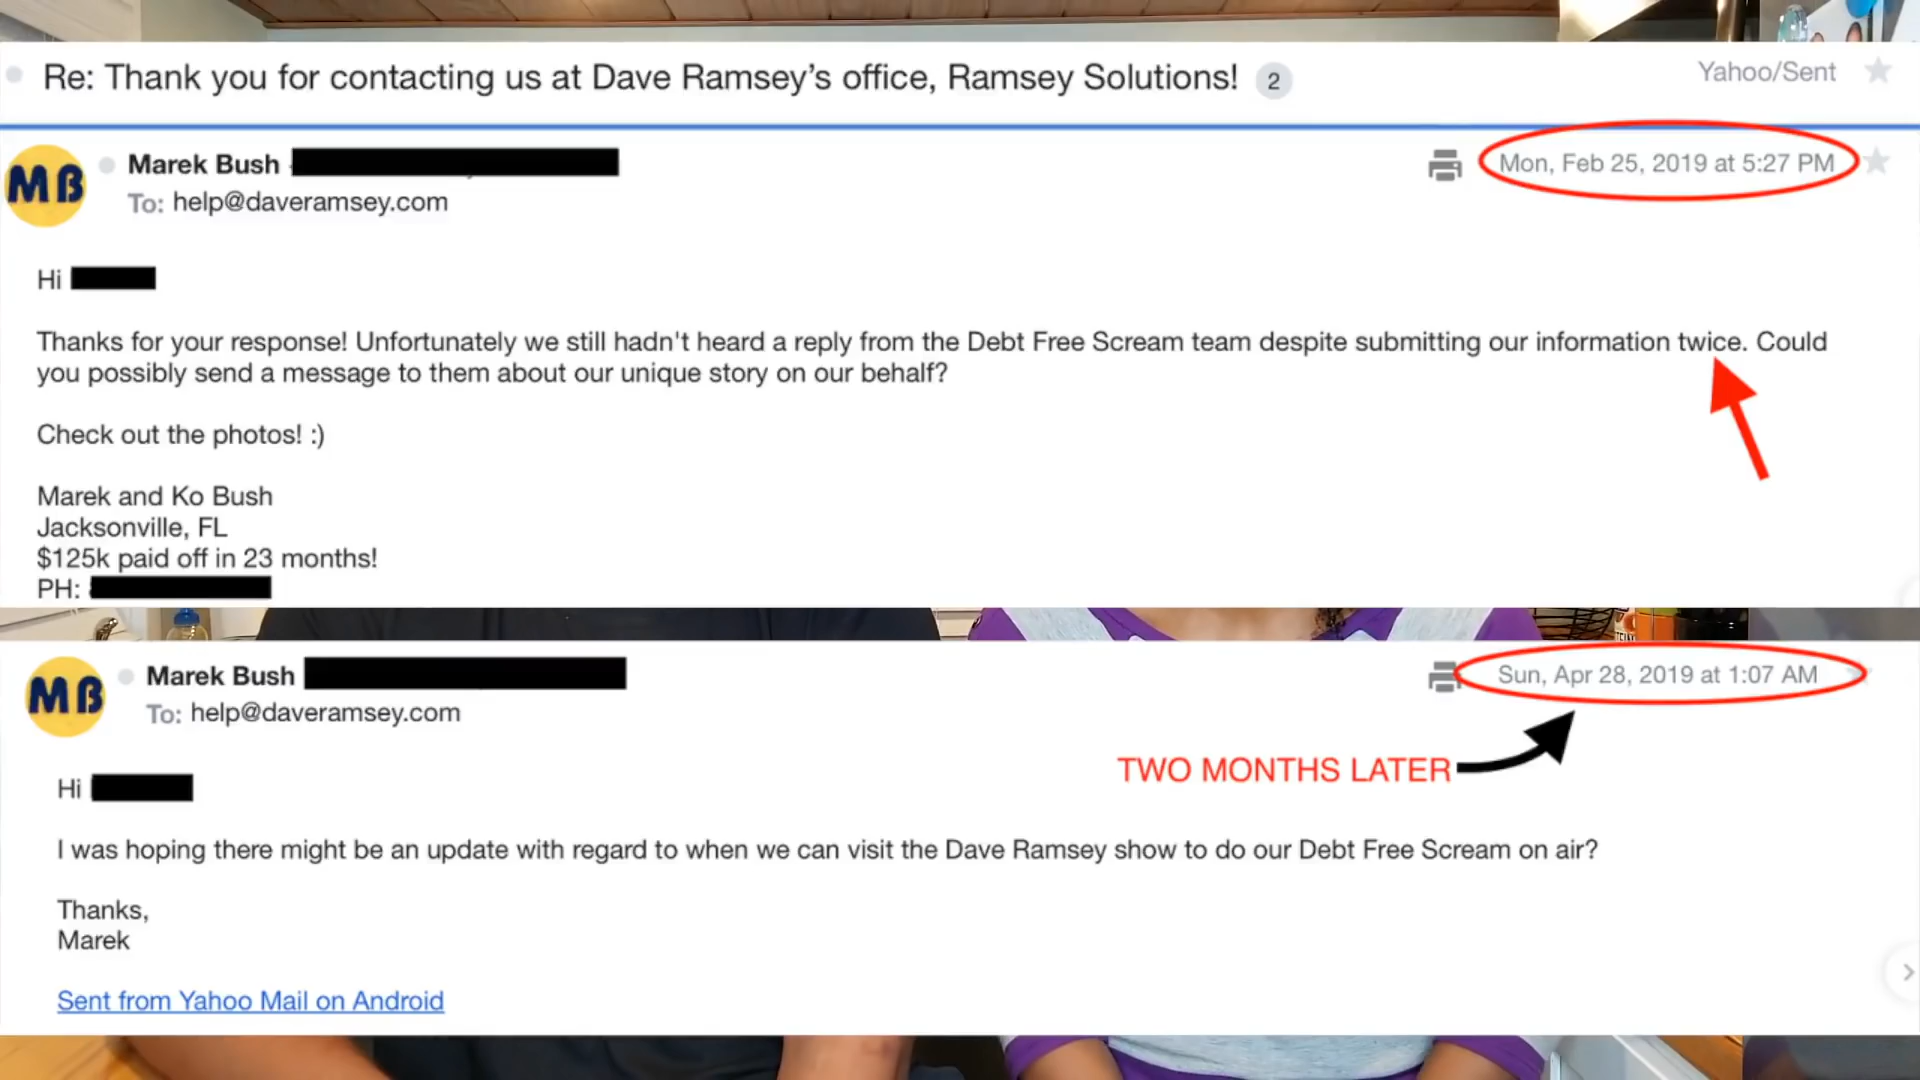 Re: Thank you for contacting us at Dave Ramsey's office, Ramsey Solutions! 2
Yahoo/Sent
MB
Marek Bush
Mon, Feb 25, 2019 at 5:27 PM
To: help@daveramsey.com
Hi
Thanks for your response! Unfortunately we still hadn't heard a reply from the Debt Free Scream team despite submitting our information twice. Could
you possibly send a message to them about our unique story on our behalf?
Check out the photos! :)
Marek and Ko Bush
Jacksonville, FL
$125k paid off in 23 months!
PH:
MB
Marek Bush
Sun, Apr 28, 2019 at 1:07 AM
To: help@daveramsey.com
TWO MONTHS LATER
Hi
I was hoping there might be an update with regard to when we can visit the Dave Ramsey show to do our Debt Free Scream on air?
Thanks,
Marek
Sent from Yahoo Mail on Android